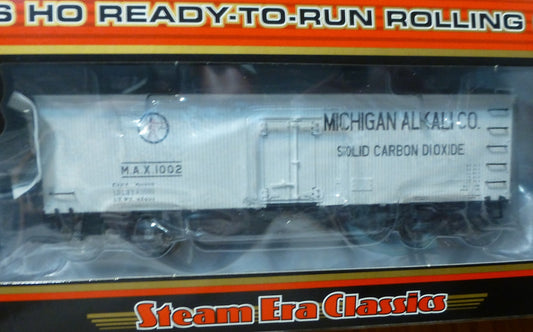 S HO READY-TO-RUN ROLLING
MICHIGAN ALKALI CO.
SOLID CARBON DIOXIDE
M.A.X.1002
Steam Era Classics